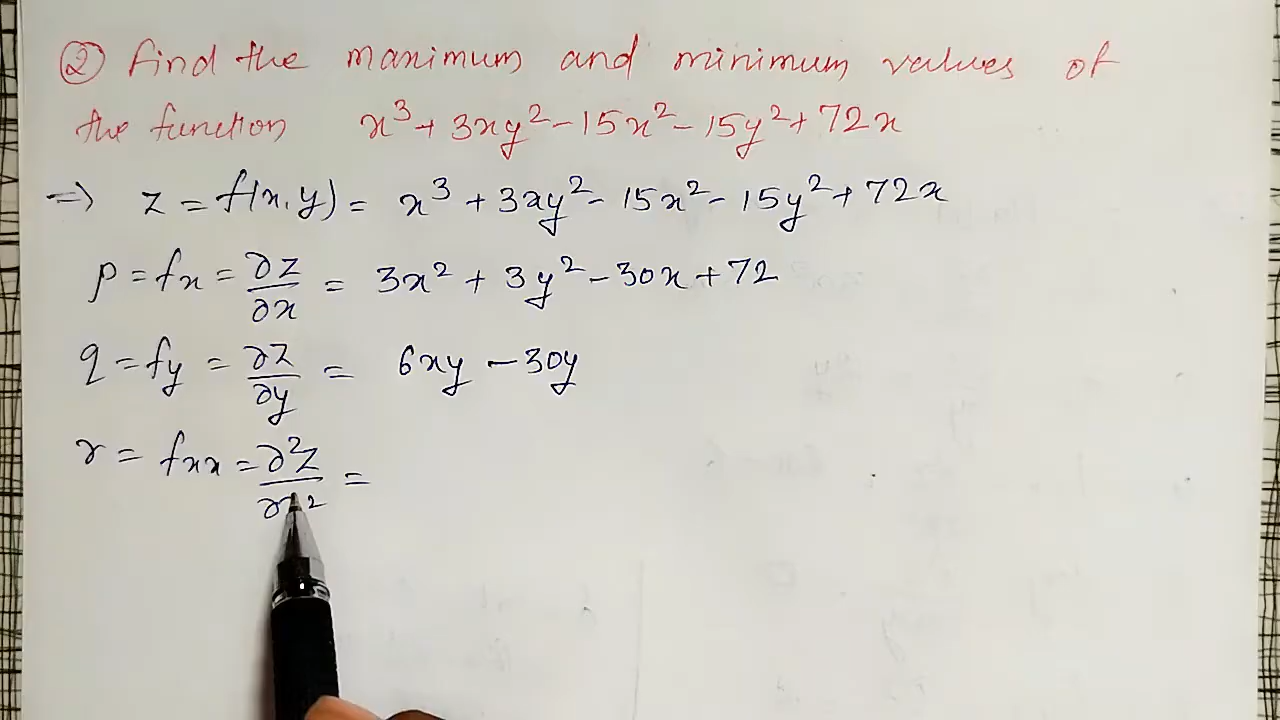 ② Find the maximum and minimum values of
the function x³ + 3xy² - 15x² - 15y² + 72x
=> z = f(x,y) = x³ + 3xy² - 15x² - 15y² + 72x
p = fx = ∂z/∂x = 3x² + 3y² - 30x + 72
q = fy = ∂z/∂y = 6xy - 30y
r = fxx = ∂²z/∂x² =